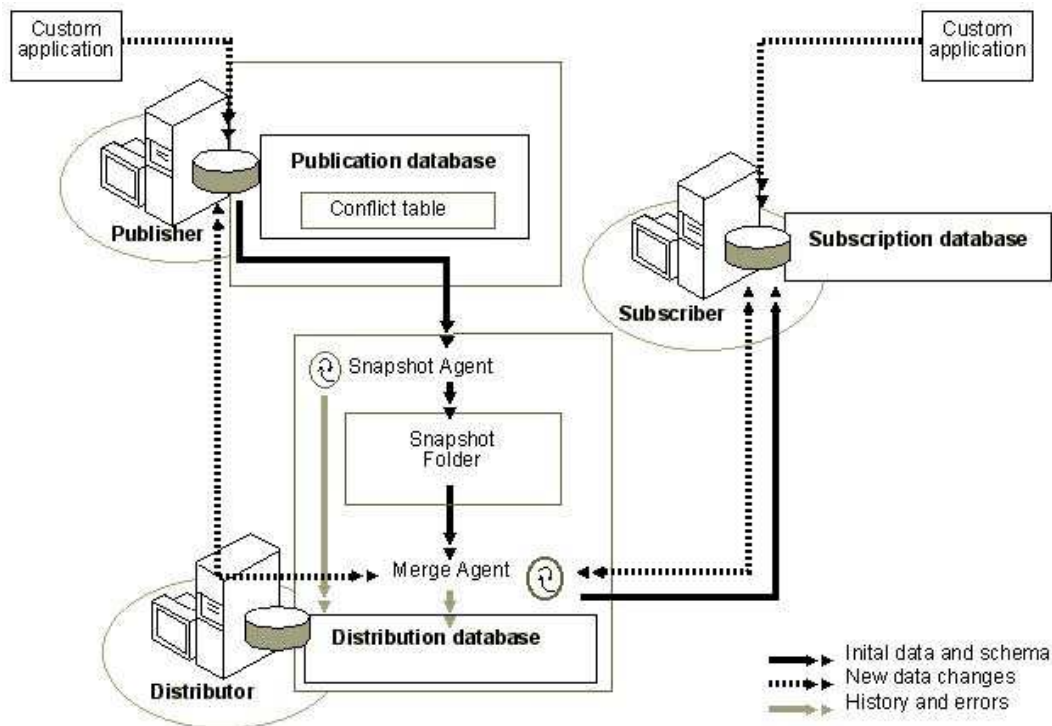 Custom
application
Custom
application
Publication database
Conflict table
Publisher
Subscription database
Subscriber
Snapshot Agent
Snapshot
Folder
Merge Agent
Distribution database
Distributor
Inital data and schema
New data changes
History and errors